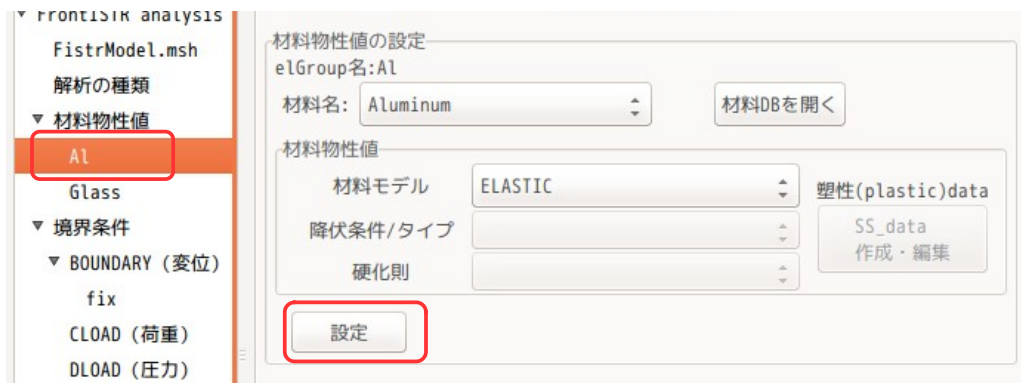 ▼ FrontISTR analysis
FistrModel.msh
解析の種類
▼ 材料物性値
Al
Glass
▼ 境界条件
▼ BOUNDARY (変位)
fix
CLOAD (荷重)
DLOAD (圧力)
材料物性値の設定
elGroup名:Al
材料名: Aluminum
材料DBを開く
材料物性値
材料モデル ELASTIC
降伏条件/タイプ
硬化則
塑性(plastic)data
SS_data
作成・編集
設定